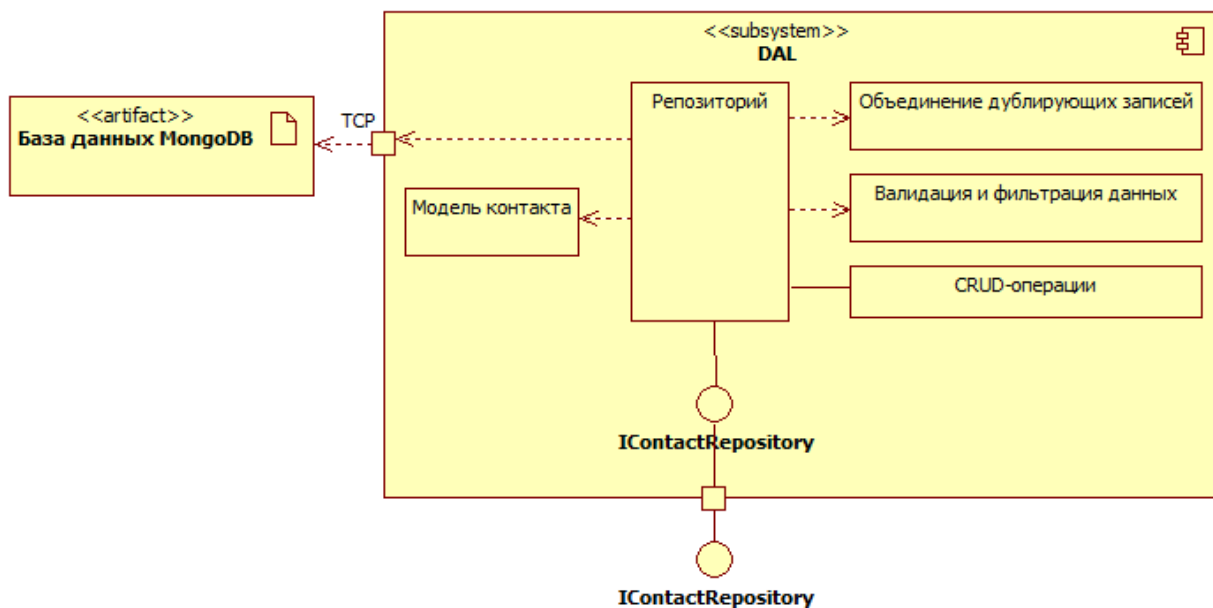 <<subsystem>>
DAL
<<artifact>>
База данных MongoDB
TCP
Репозиторий
Объединение дублирующих записей
Модель контакта
Валидация и фильтрация данных
CRUD-операции
IContactRepository
IContactRepository